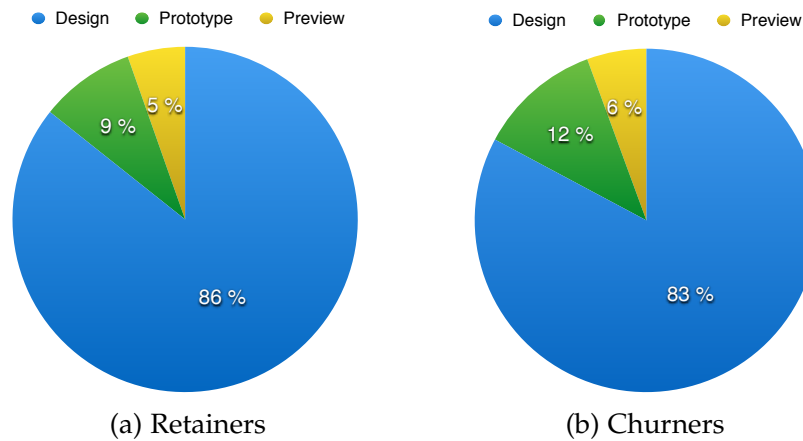 Design Prototype Preview
5 %
9 %
86 %
(a) Retainers
Design Prototype Preview
6 %
12 %
83 %
(b) Churners